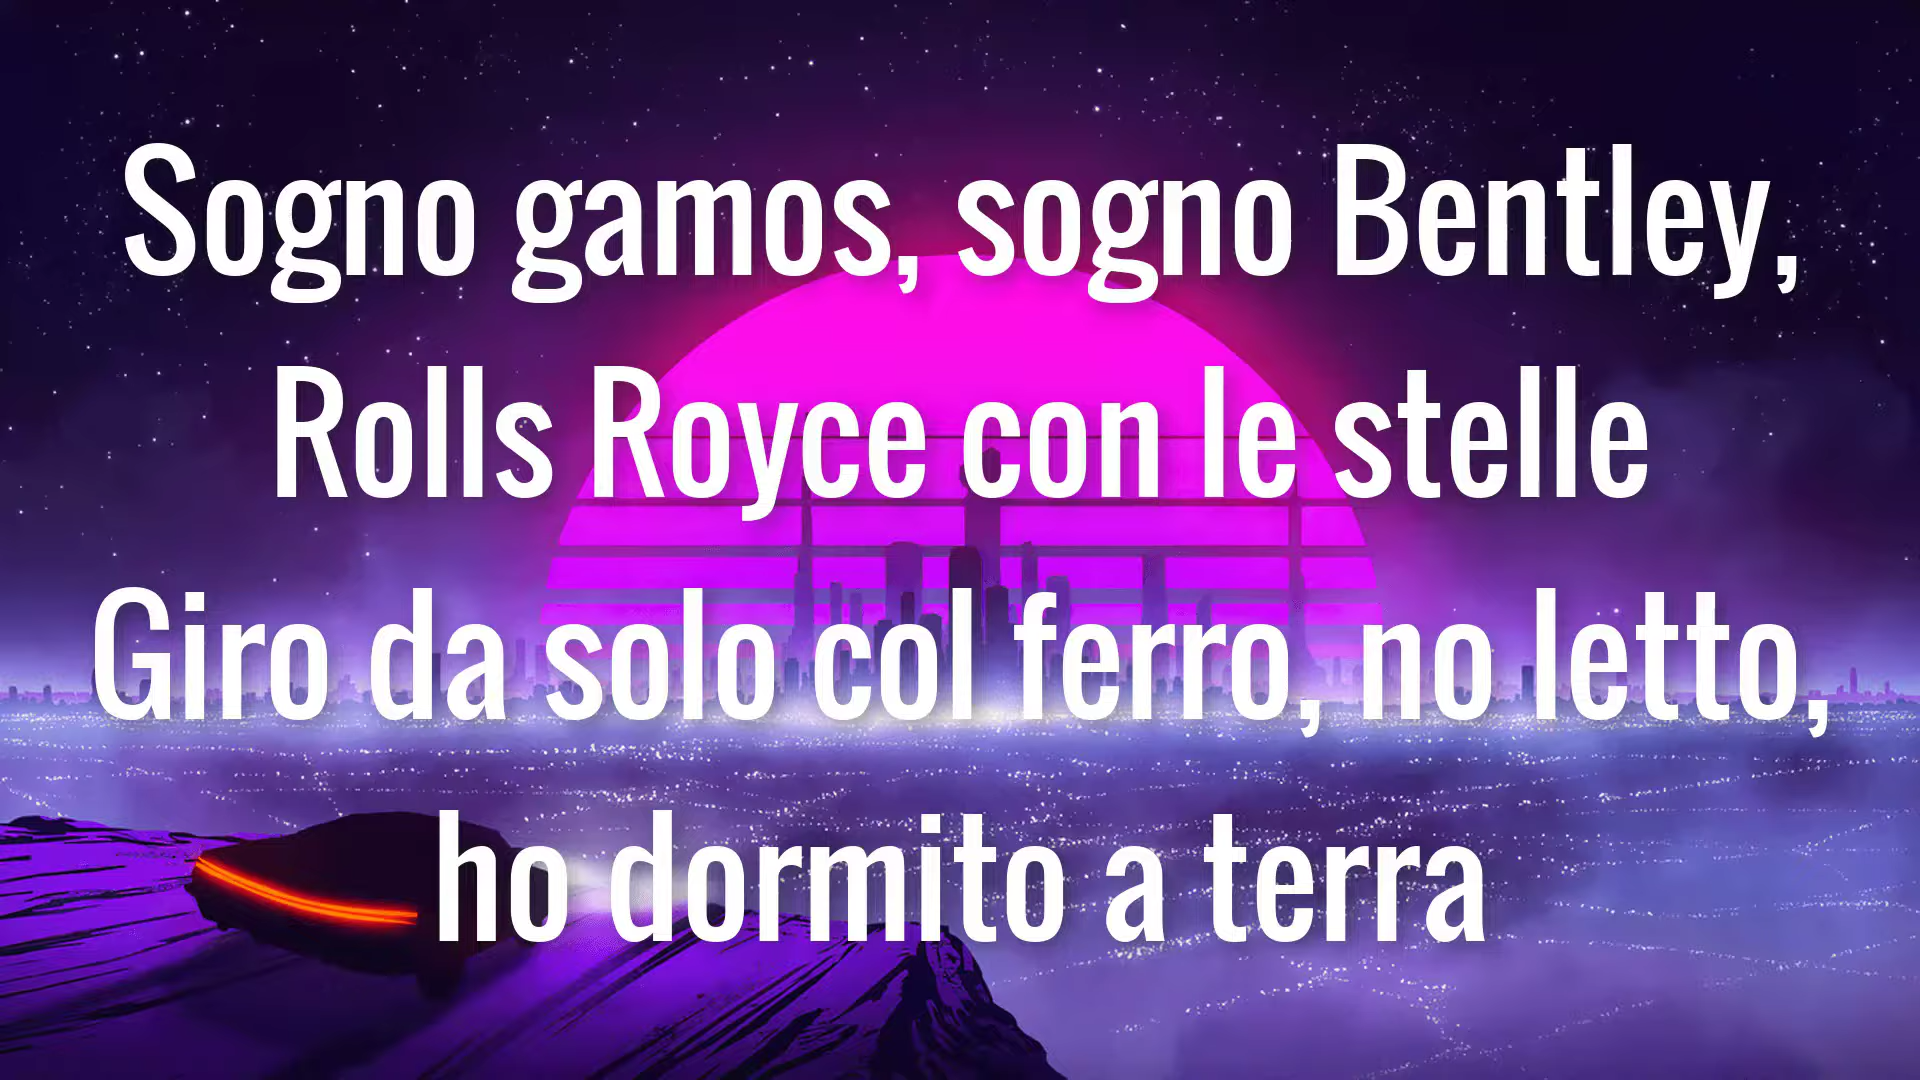 Sogno gamos, sogno Bentley,
Rolls Royce con le stelle
Giro da solo col ferro, no letto,
ho dormito a terra